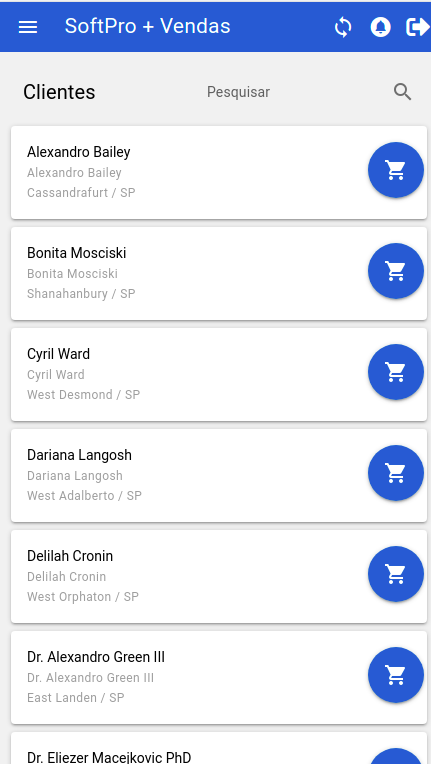 SoftPro + Vendas
Clientes
Pesquisar
Alexandro Bailey
Alexandro Bailey
Cassandrafurt / SP
Bonita Mosciski
Bonita Mosciski
Shanahanbury / SP
Cyril Ward
Cyril Ward
West Desmond / SP
Dariana Langosh
Dariana Langosh
West Adalberto / SP
Delilah Cronin
Delilah Cronin
West Orphaton / SP
Dr. Alexandro Green III
Dr. Alexandro Green III
East Landen / SP
Dr. Eliezer Macejkovic PhD